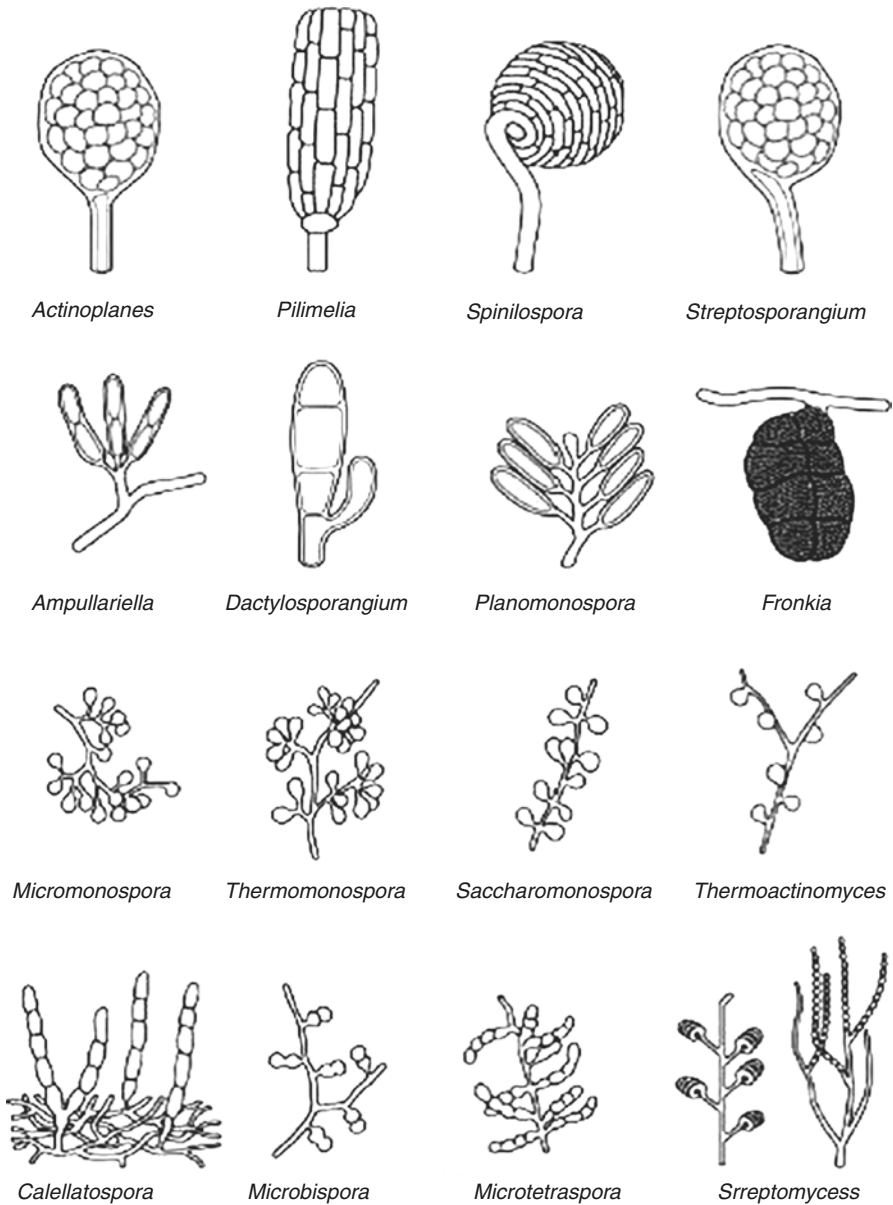 Actinoplanes Pilimelia Spinilospora Streptosporangium
Ampullariella Dactylosporangium Planomonospora Fronkia
Micromonospora Thermomonospora Saccharomonospora Thermoactinomyces
Calellatospora Microbispora Microtetraspora Srreptomycess